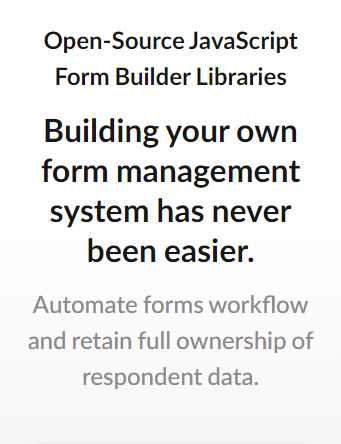 Open-Source JavaScript
Form Builder Libraries
Building your own
form management
system has never
been easier.
Automate forms workflow
and retain full ownership of
respondent data.